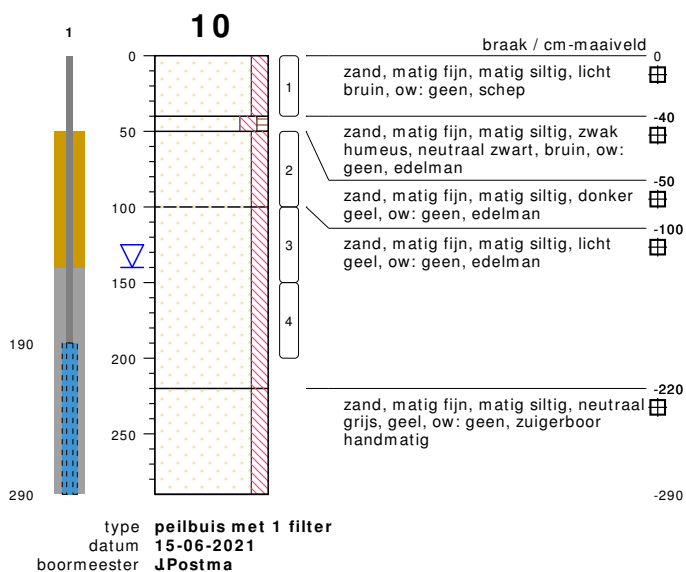 10
1
braak / cm-maaiveld
0
0
zand, matig fijn, matig siltig, licht
bruin, ow: geen, schep
1
-40
50
zand, matig fijn, matig siltig, zwak
humeus, neutraal zwart, bruin, ow:
geen, edelman
2
-50
zand, matig fijn, matig siltig, donker
geel, ow: geen, edelman
100
-100
zand, matig fijn, matig siltig, licht
geel, ow: geen, edelman
3
150
4
190
200
-220
zand, matig fijn, matig siltig, neutraal
grijs, geel, ow: geen, zuigerboor
handmatig
250
290
-290
type peilbuis met 1 filter
datum 15-06-2021
boormeester J.Postma